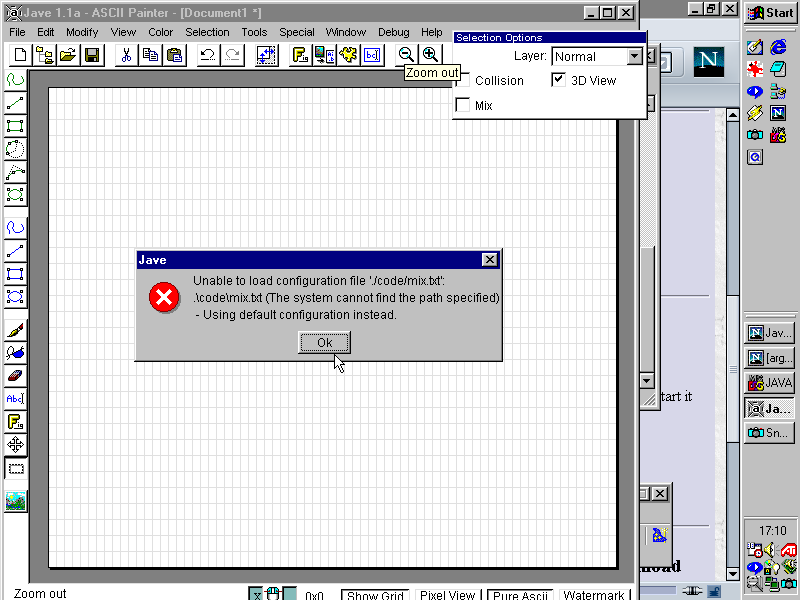 Jave 1.1a - ASCII Painter - [Document1 *]
Start
File Edit Modify View Color Selection Tools Special Window Debug Help
Selection Options
Layer: Normal
Zoom out
Collision 3D View
Mix
N
Jave
Unable to load configuration file './code/mix.txt':
.\code\mix.txt (The system cannot find the path specified)
- Using default configuration instead.
Ok
Abc
tart it
Jav...
[arg...
JAVA
Ja...
Sn...
17:10
load
Zoom out
0x0
Show Grid
Pixel View
Pure Ascii
Watermark